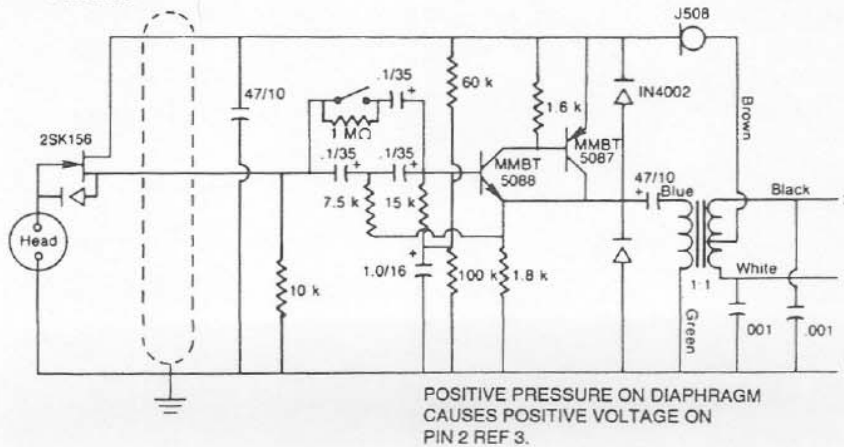 J508
47/10
.1/35
60 k
1.6 k
IN4002
Brown
2SK156
1 MΩ
.1/35
.1/35
MMBT
5087
MMBT
5088
47/10
Blue
Black
7.5 k
15 k
Head
10 k
1.0/16
100 k
1.8 k
White
1:1
Green
001
.001
POSITIVE PRESSURE ON DIAPHRAGM
CAUSES POSITIVE VOLTAGE ON
PIN 2 REF 3.